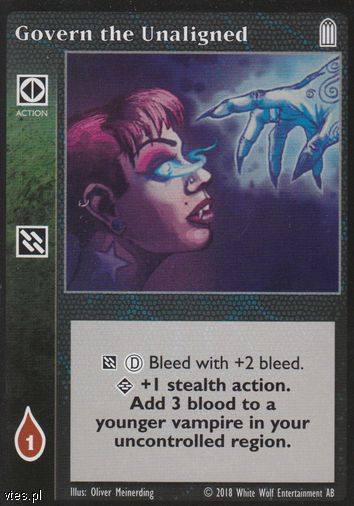 Govern the Unaligned
ACTION
D Bleed with +2 bleed.
+1 stealth action.
Add 3 blood to a
younger vampire in your
uncontrolled region.
1
Illus: Oliver Meinerding © 2018 White Wolf Entertainment AB
vtes.pl